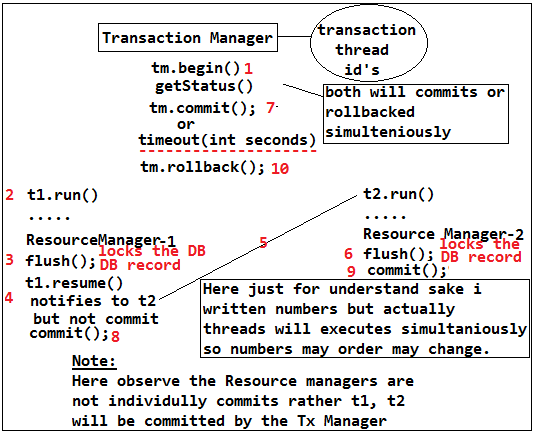 Transaction Manager
transaction
thread
id's
tm.begin() 1
getStatus()
tm.commit(); 7
or
timeout(int seconds)
tm.rollback(); 10
both will commits or
rollbacked
simulteniously
2 t1.run()
.....
ResourceManager-1
locks the DB
3 flush(); DB record
t1.resume()
4 notifies to t2
but not commit
commit(); 8
5
t2.run()
.....
Resource Manager-2
locks the
6 flush(); DB record
9 commit();
Here just for understand sake i
written numbers but actually
threads will executes simultaniously
so numbers may order may change.
Note:
Here observe the Resource managers are
not individully commits rather t1, t2
will be committed by the Tx Manager